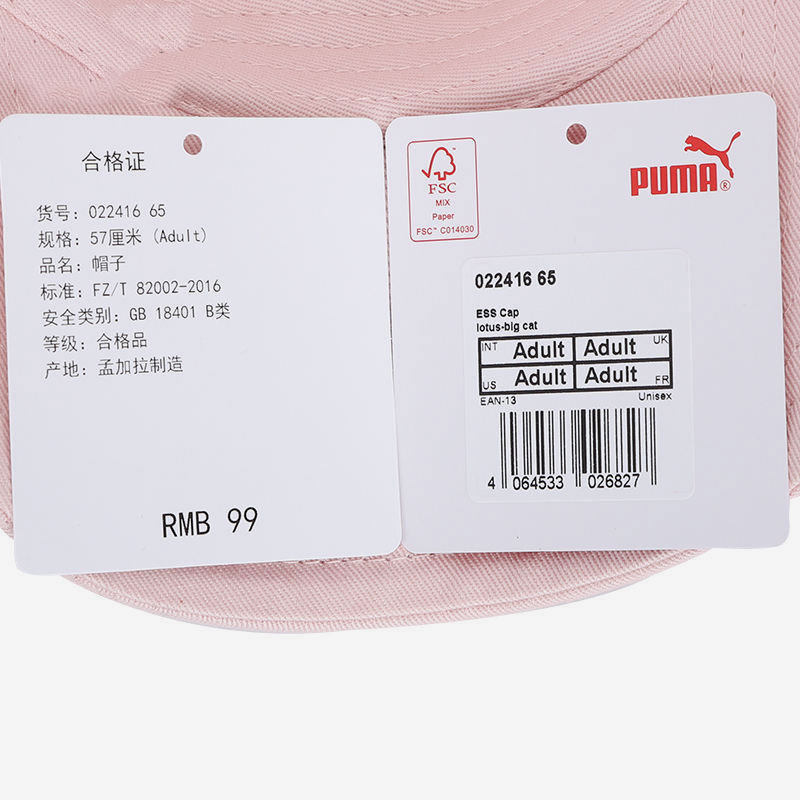 合格证
货号: 022416 65
规格: 57厘米 (Adult)
品名: 帽子
标准: FZ/T 82002-2016
安全类别: GB 18401 B类
等级: 合格品
产地: 孟加拉制造
RMB 99
FSC
MIX
Paper
FSC™ C014030
PUMA®
022416 65
ESS Cap
lotus-big cat
INT Adult Adult UK
US Adult Adult FR
EAN-13 Unisex
4 064533 026827